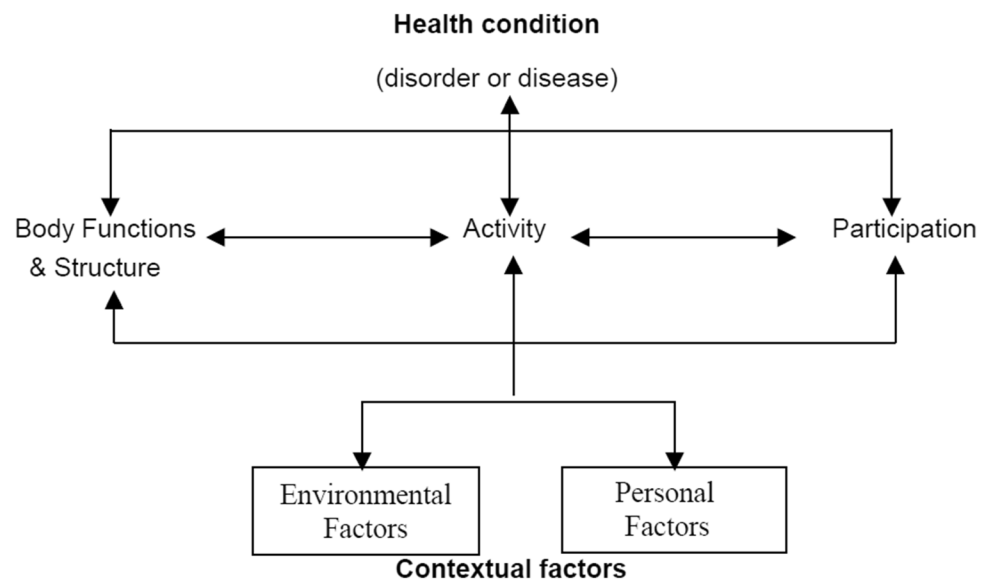 Health condition
(disorder or disease)
Body Functions
& Structure
Activity
Participation
Environmental
Factors
Personal
Factors
Contextual factors